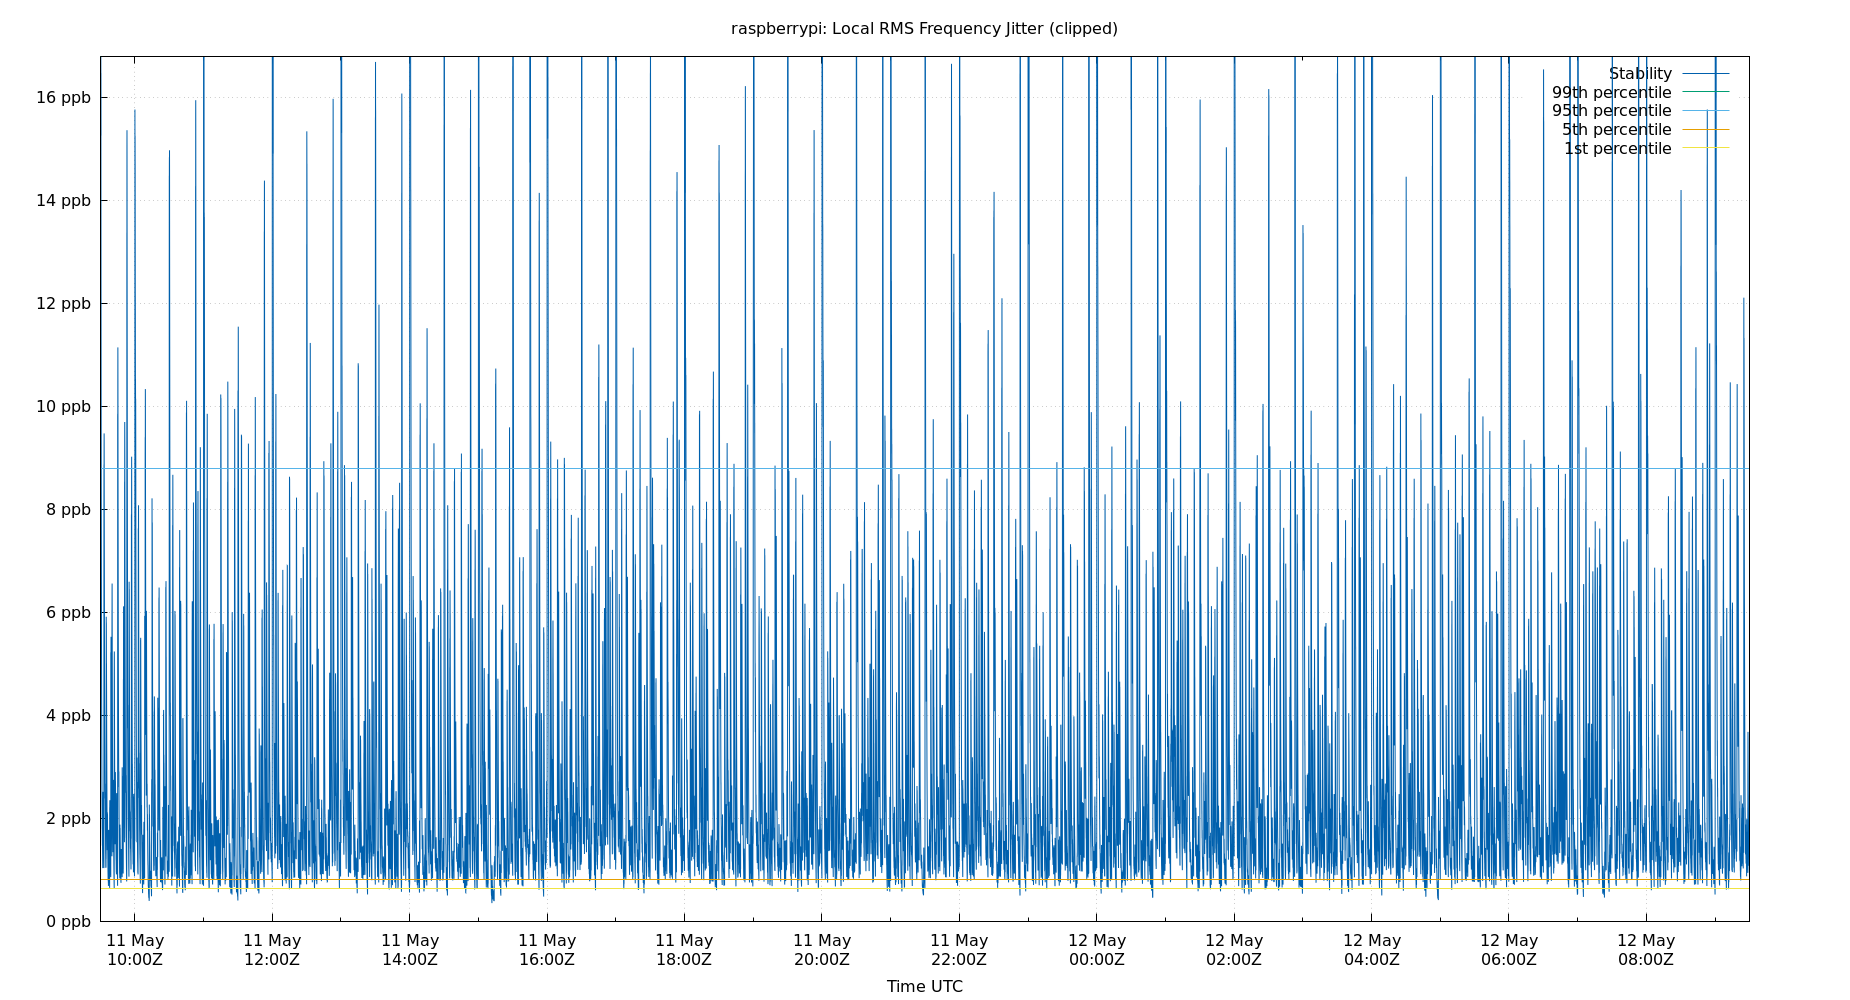 raspberrypi: Local RMS Frequency Jitter (clipped)
Stability
99th percentile
95th percentile
5th percentile
1st percentile
16 ppb
14 ppb
12 ppb
10 ppb
8 ppb
6 ppb
4 ppb
2 ppb
0 ppb
11 May 11 May 11 May 11 May 11 May 11 May 11 May 12 May 12 May 12 May 12 May 12 May
10:00Z 12:00Z 14:00Z 16:00Z 18:00Z 20:00Z 22:00Z 00:00Z 02:00Z 04:00Z 06:00Z 08:00Z
Time UTC